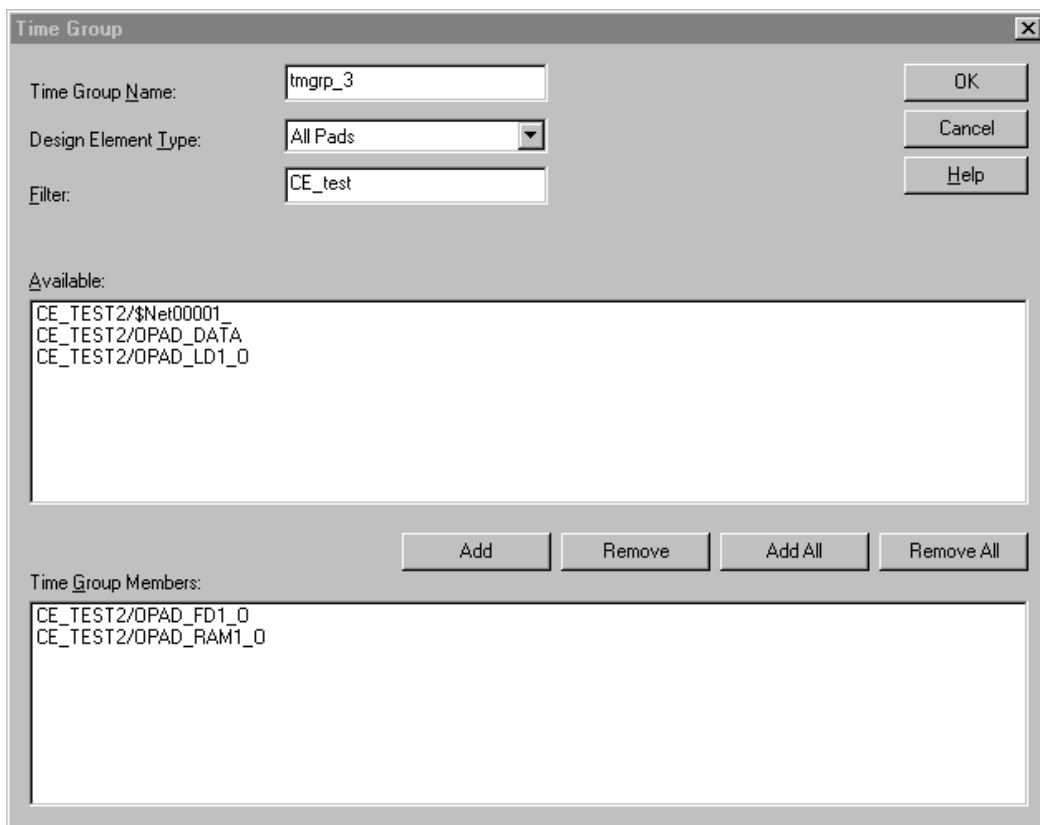 Time Group
Time Group Name:
tmgrp_3
OK
Design Element Type:
All Pads
Cancel
Filter:
CE_test
Help
Available:
CE_TEST2/$Net00001_
CE_TEST2/OPAD_DATA
CE_TEST2/OPAD_LD1_O
Add
Remove
Add All
Remove All
Time Group Members:
CE_TEST2/OPAD_FD1_O
CE_TEST2/OPAD_RAM1_O